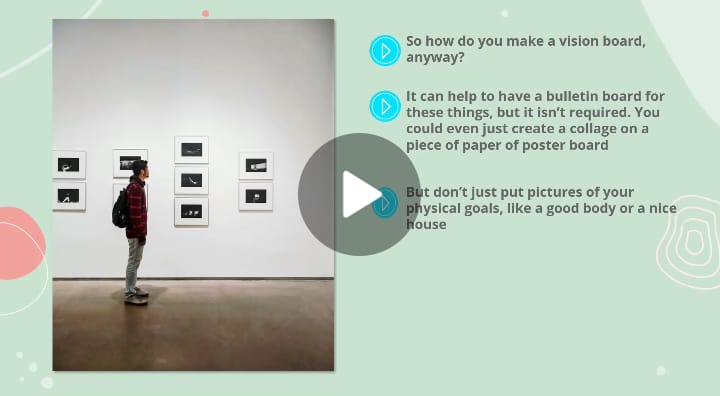 So how do you make a vision board,
anyway?
It can help to have a bulletin board for
these things, but it isn’t required. You
could even just create a collage on a
piece of paper of poster board
But don’t just put pictures of your
physical goals, like a good body or a nice
house